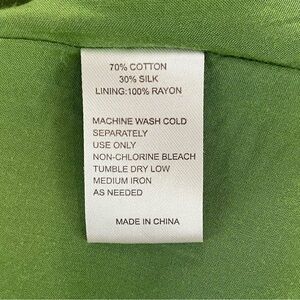 70% COTTON
30% SILK
LINING:100% RAYON
MACHINE WASH COLD
SEPARATELY
USE ONLY
NON-CHLORINE BLEACH
TUMBLE DRY LOW
MEDIUM IRON
AS NEEDED
MADE IN CHINA